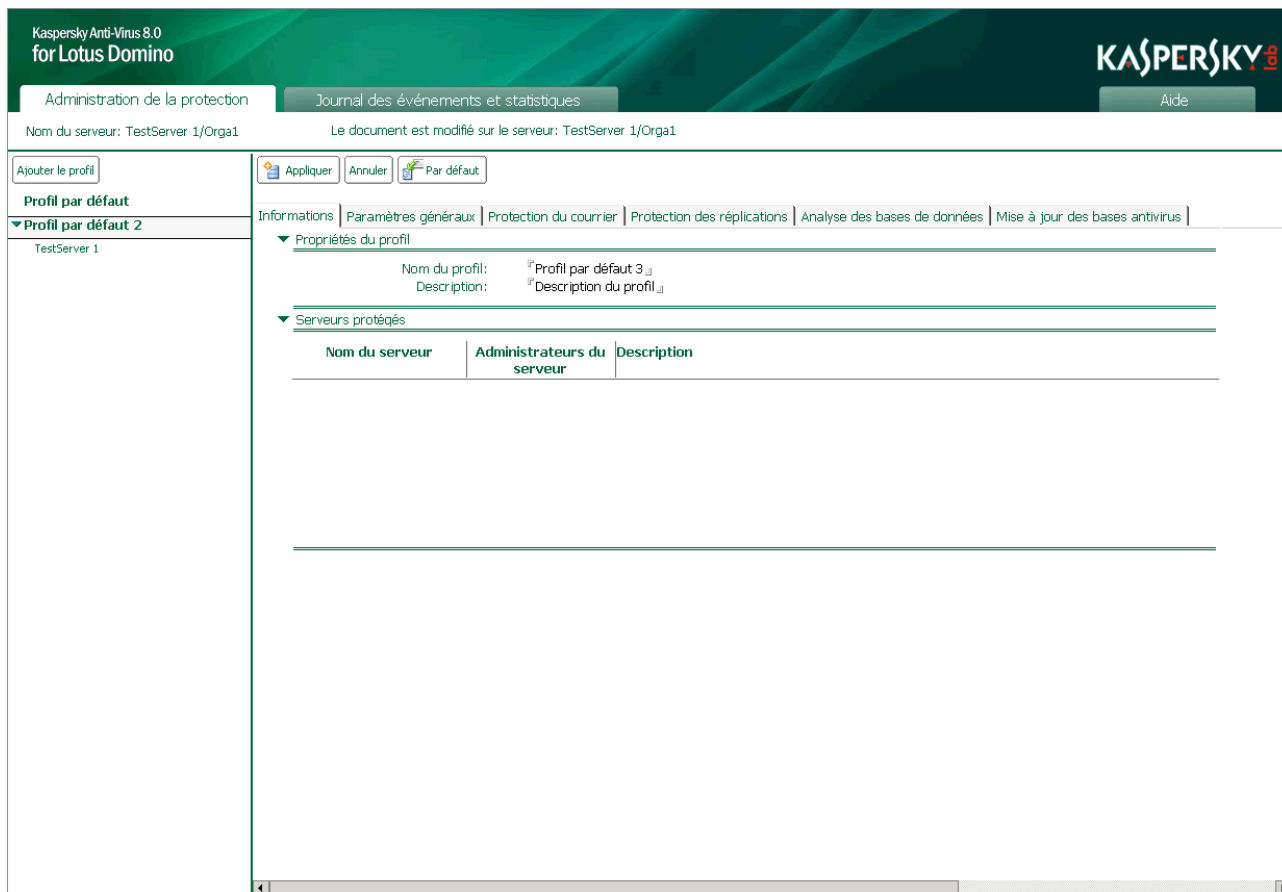 Kaspersky Anti-Virus 8.0
for Lotus Domino
KASPERSKY lab
Administration de la protection
Journal des événements et statistiques
Aide
Nom du serveur: TestServer 1/Orga1
Le document est modifié sur le serveur: TestServer 1/Orga1
Ajouter le profil
Appliquer
Annuler
Par défaut
Profil par défaut
Profil par défaut 2
TestServer 1
Informations
Paramètres généraux
Protection du courrier
Protection des réplications
Analyse des bases de données
Mise à jour des bases antivirus
Propriétés du profil
Nom du profil:
Profil par défaut 3
Description:
Description du profil
Serveurs protégés
Nom du serveur
Administrateurs du
serveur
Description